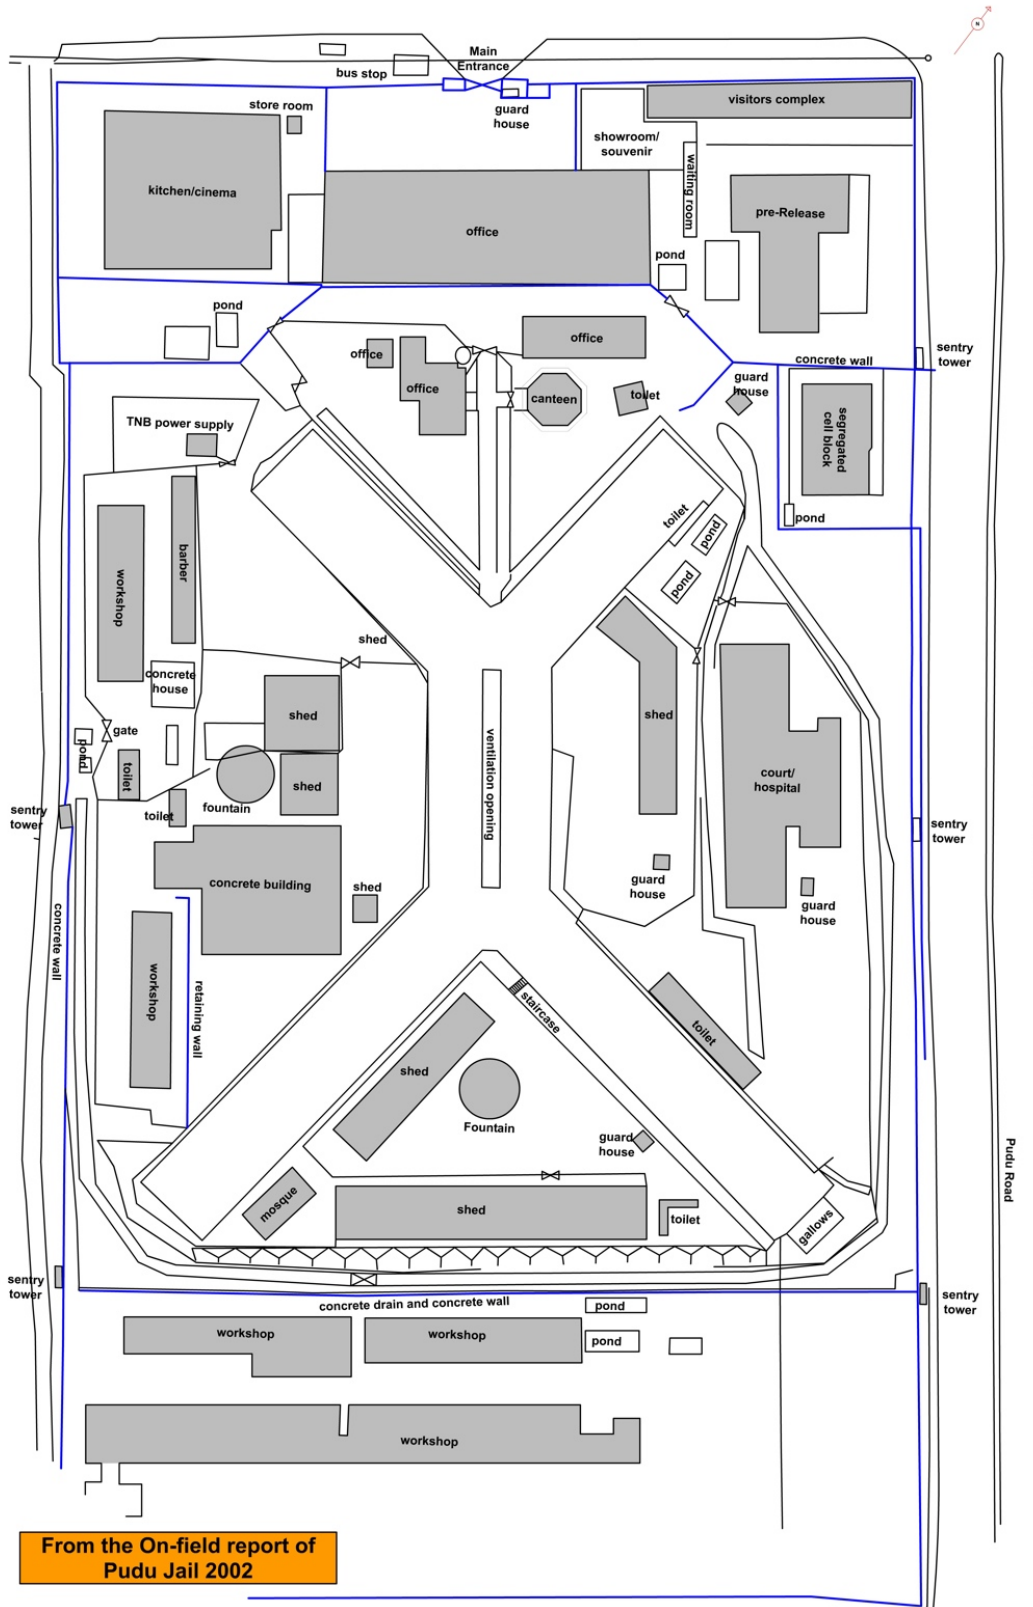 N
Main
Entrance
bus stop
guard
house
visitors complex
store room
showroom/
souvenir
waiting room
kitchen/cinema
office
pre-Release
pond
pond
office
office
office
canteen
toilet
concrete wall
sentry
tower
guard
house
segregated
cell block
pond
TNB power supply
workshop
barber
toilet
pond
pond
shed
concrete
house
shed
shed
gate
pond
toilet
shed
fountain
toilet
sentry
tower
ventilation opening
court/
hospital
sentry
tower
concrete building
shed
guard
house
guard
house
concrete wall
workshop
retaining wall
staircase
toilet
shed
Fountain
guard
house
Pudu Road
mosque
shed
toilet
gallows
sentry
tower
sentry
tower
concrete drain and concrete wall
pond
workshop
workshop
pond
workshop
From the On-field report of
Pudu Jail 2002